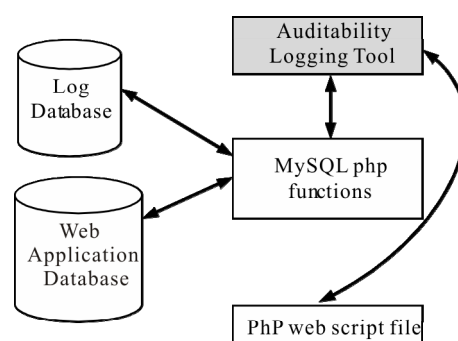 Auditability
Logging Tool
Log
Database
MySQL php
functions
Web
Application
Database
PhP web script file